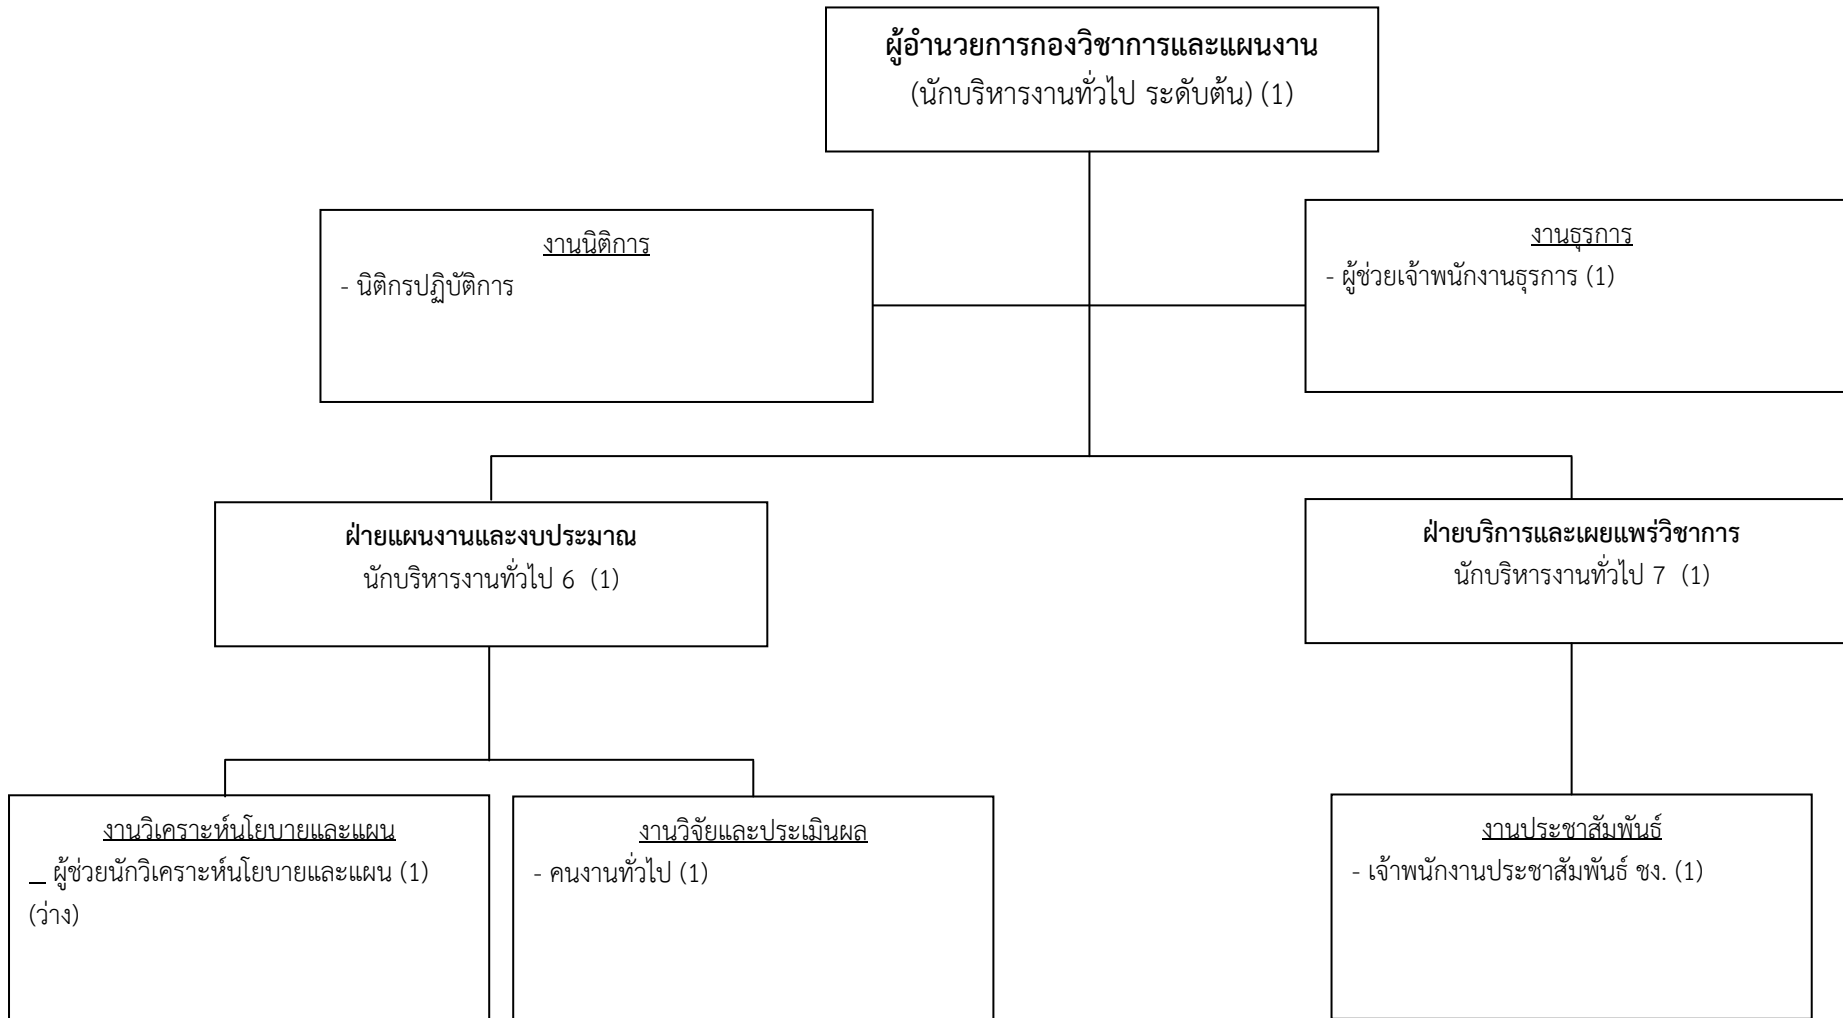 ผู้อำนวยการกองวิชาการและแผนงาน
(นักบริหารงานทั่วไป ระดับต้น) (1)
งานนิติการ
- นิติกรปฏิบัติการ
งานธุรการ
- ผู้ช่วยเจ้าพนักงานธุรการ (1)
ฝ่ายแผนงานและงบประมาณ
นักบริหารงานทั่วไป 6 (1)
ฝ่ายบริการและเผยแพร่วิชาการ
นักบริหารงานทั่วไป 7 (1)
งานวิเคราะห์นโยบายและแผน
_ ผู้ช่วยนักวิเคราะห์นโยบายและแผน (1)
(ว่าง)
งานวิจัยและประเมินผล
- คนงานทั่วไป (1)
งานประชาสัมพันธ์
- เจ้าพนักงานประชาสัมพันธ์ ชง. (1)